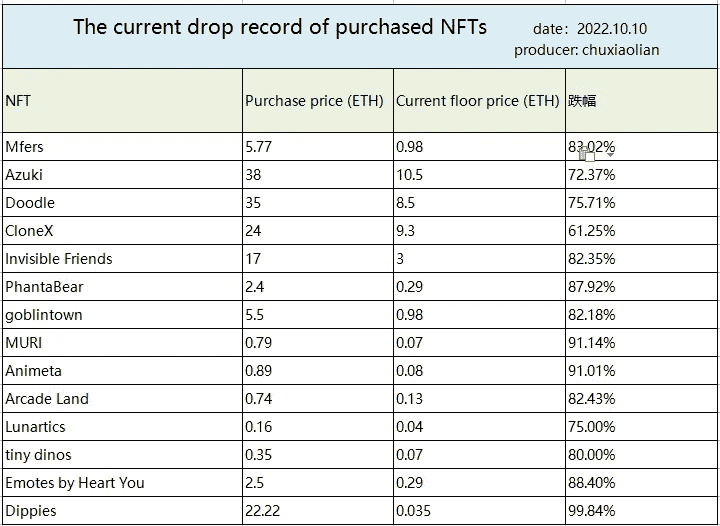 The current drop record of purchased NFTs
date: 2022.10.10
producer: chuxiaolian
NFT Purchase price (ETH) Current floor price (ETH) 跌幅
Mfers 5.77 0.98 83.02%
Azuki 38 10.5 72.37%
Doodle 35 8.5 75.71%
CloneX 24 9.3 61.25%
Invisible Friends 17 3 82.35%
PhantaBear 2.4 0.29 87.92%
goblintown 5.5 0.98 82.18%
MURI 0.79 0.07 91.14%
Animeta 0.89 0.08 91.01%
Arcade Land 0.74 0.13 82.43%
Lunartics 0.16 0.04 75.00%
tiny dinos 0.35 0.07 80.00%
Emotes by Heart You 2.5 0.29 88.40%
Dippies 22.22 0.035 99.84%